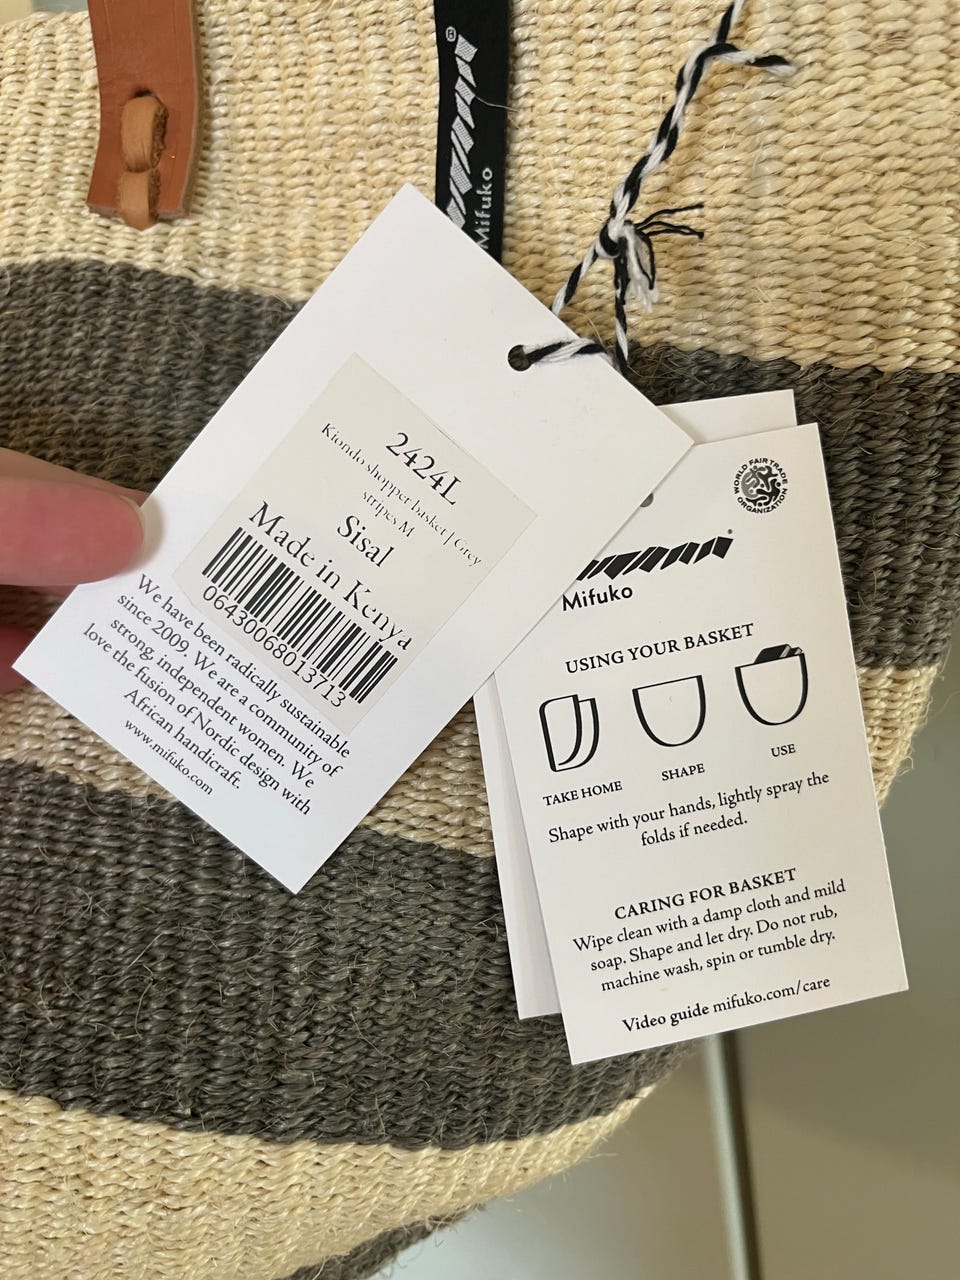 Mifuko
2424L
Kiondo shopper basket | Grey
stripes M
Sisal
Made in Kenya
06430068013713
We have been radically sustainable
since 2009. We are a community of
strong, independent women. We
love the fusion of Nordic design with
African handicraft.
www.mifuko.com
WORLD FAIR TRADE
ORGANIZATION
Mifuko
USING YOUR BASKET
TAKE HOME
SHAPE
USE
Shape with your hands, lightly spray the
folds if needed.
CARING FOR BASKET
Wipe clean with a damp cloth and mild
soap. Shape and let dry. Do not rub,
machine wash, spin or tumble dry.
Video guide mifuko.com/care